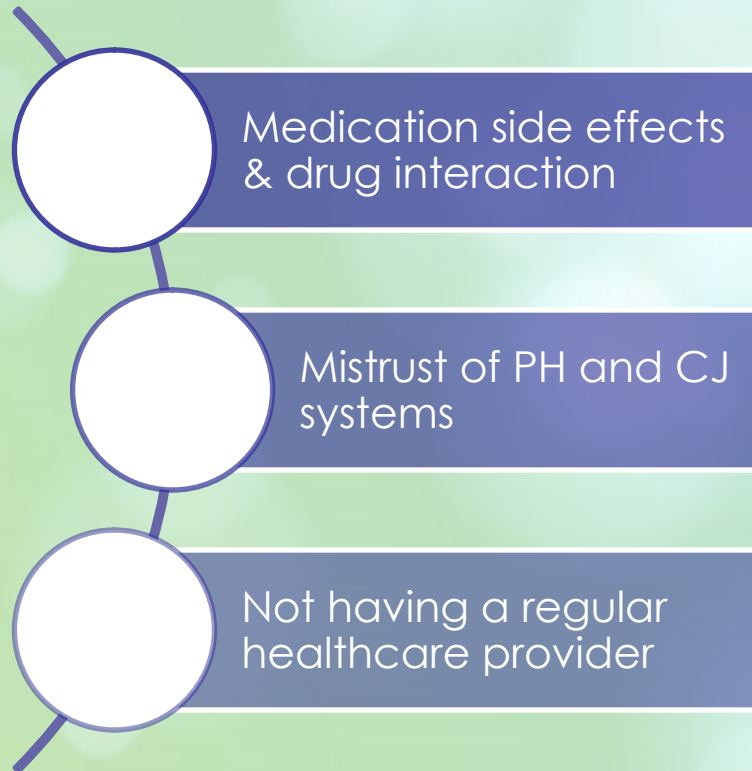 Medication side effects
& drug interaction
Mistrust of PH and CJ
systems
Not having a regular
healthcare provider